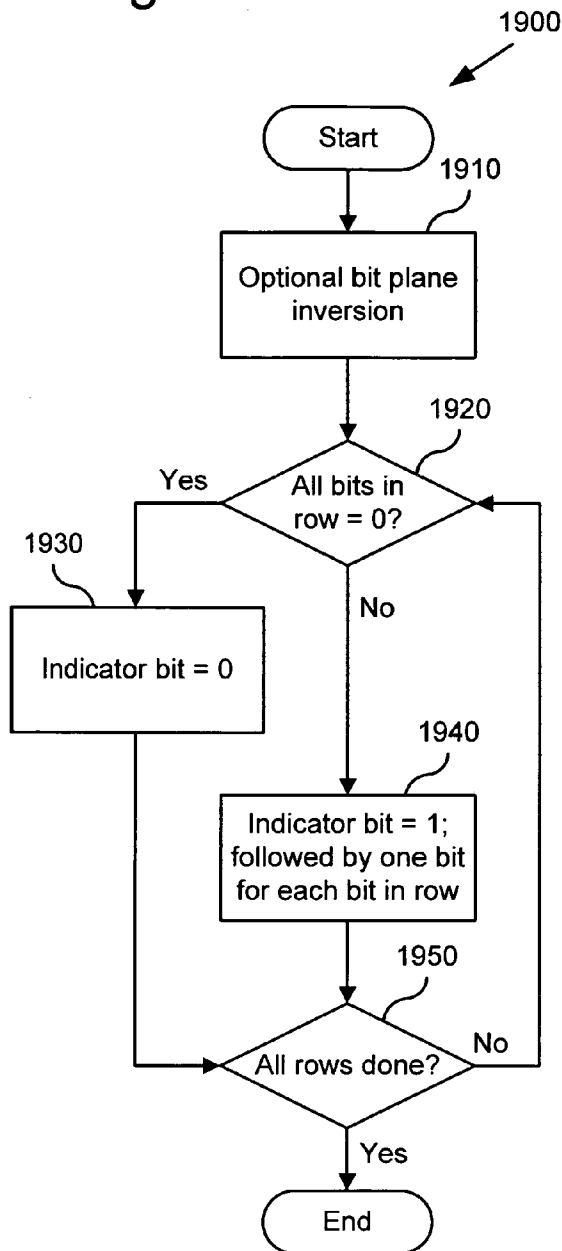 1900
Start
1910
Optional bit plane
inversion
1920
Yes
All bits in
row = 0?
1930
No
Indicator bit = 0
1940
Indicator bit = 1;
followed by one bit
for each bit in row
1950
No
All rows done?
Yes
End